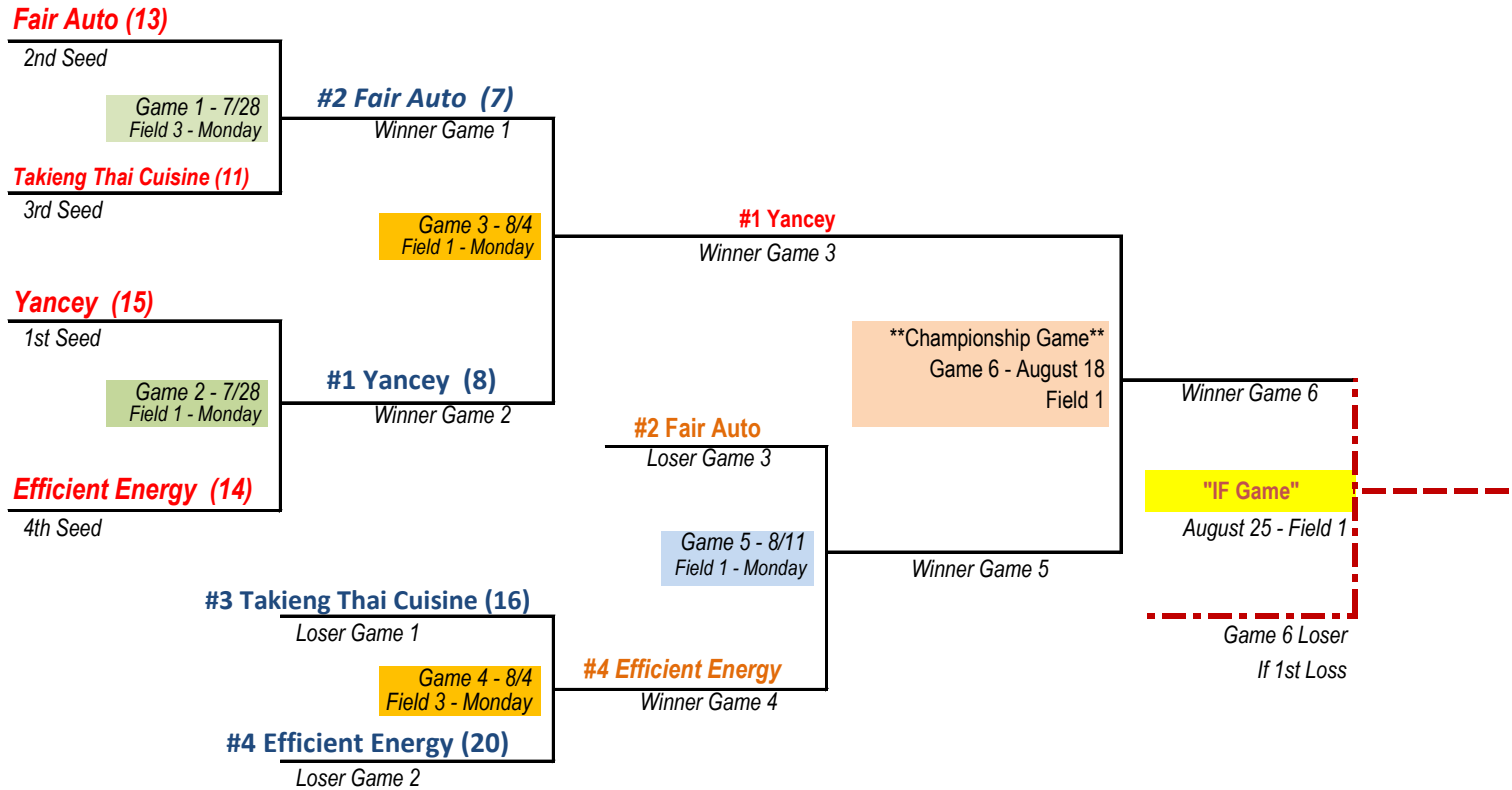 Fair Auto (13)
2nd Seed
Game 1 - 7/28
Field 3 - Monday
#2 Fair Auto (7)
Winner Game 1
Takieng Thai Cuisine (11)
3rd Seed
Game 3 - 8/4
Field 1 - Monday
#1 Yancey
Winner Game 3
Yancey (15)
1st Seed
Game 2 - 7/28
Field 1 - Monday
#1 Yancey (8)
Winner Game 2
Efficient Energy (14)
4th Seed
**Championship Game**
Game 6 - August 18
Field 1
Winner Game 6
#2 Fair Auto
Loser Game 3
"IF Game"
August 25 - Field 1
Game 5 - 8/11
Field 1 - Monday
Winner Game 5
#3 Takieng Thai Cuisine (16)
Loser Game 1
Game 4 - 8/4
Field 3 - Monday
#4 Efficient Energy
Winner Game 4
Game 6 Loser
If 1st Loss
#4 Efficient Energy (20)
Loser Game 2